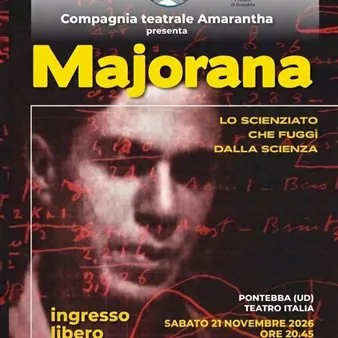 Compagnia teatrale Amarantha
presenta
Majorana
LO SCIENZIATO
CHE FUGGÌ
DALLA SCIENZA
ingresso
libero
PONTEBBA (UD)
TEATRO ITALIA
SABATO 21 NOVEMBRE 2026
ORE 20.45